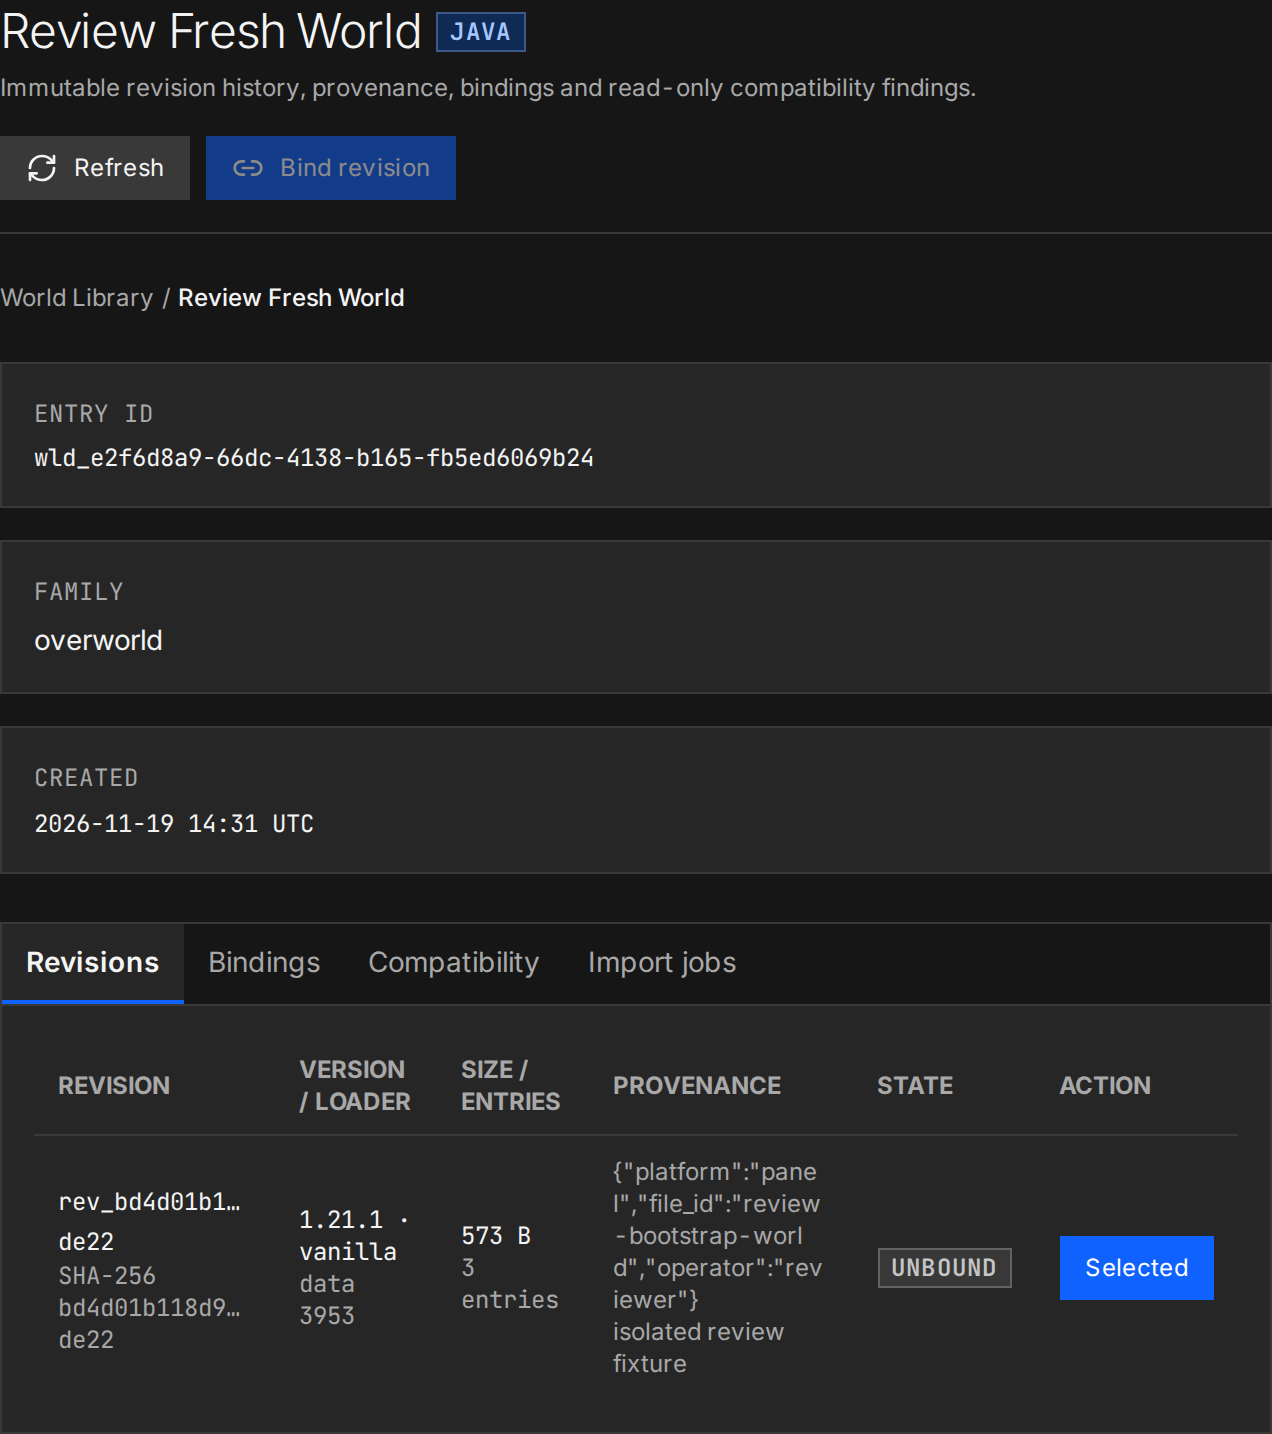 Review Fresh World JAVA
Immutable revision history, provenance, bindings and read-only compatibility findings.
Refresh Bind revision
World Library / Review Fresh World
ENTRY ID
wld_e2f6d8a9-66dc-4138-b165-fb5ed6069b24
FAMILY
overworld
CREATED
2026-11-19 14:31 UTC
Revisions Bindings Compatibility Import jobs
REVISION
VERSION
/ LOADER
SIZE /
ENTRIES
PROVENANCE
STATE
ACTION
rev_bd4d01b1…
de22
SHA-256
bd4d01b118d9…
de22
1.21.1 ·
vanilla
data
3953
573 B
3
entries
{"platform":"pane
l","file_id":"review
-bootstrap-worl
d","operator":"rev
iewer"}
isolated review
fixture
UNBOUND
Selected